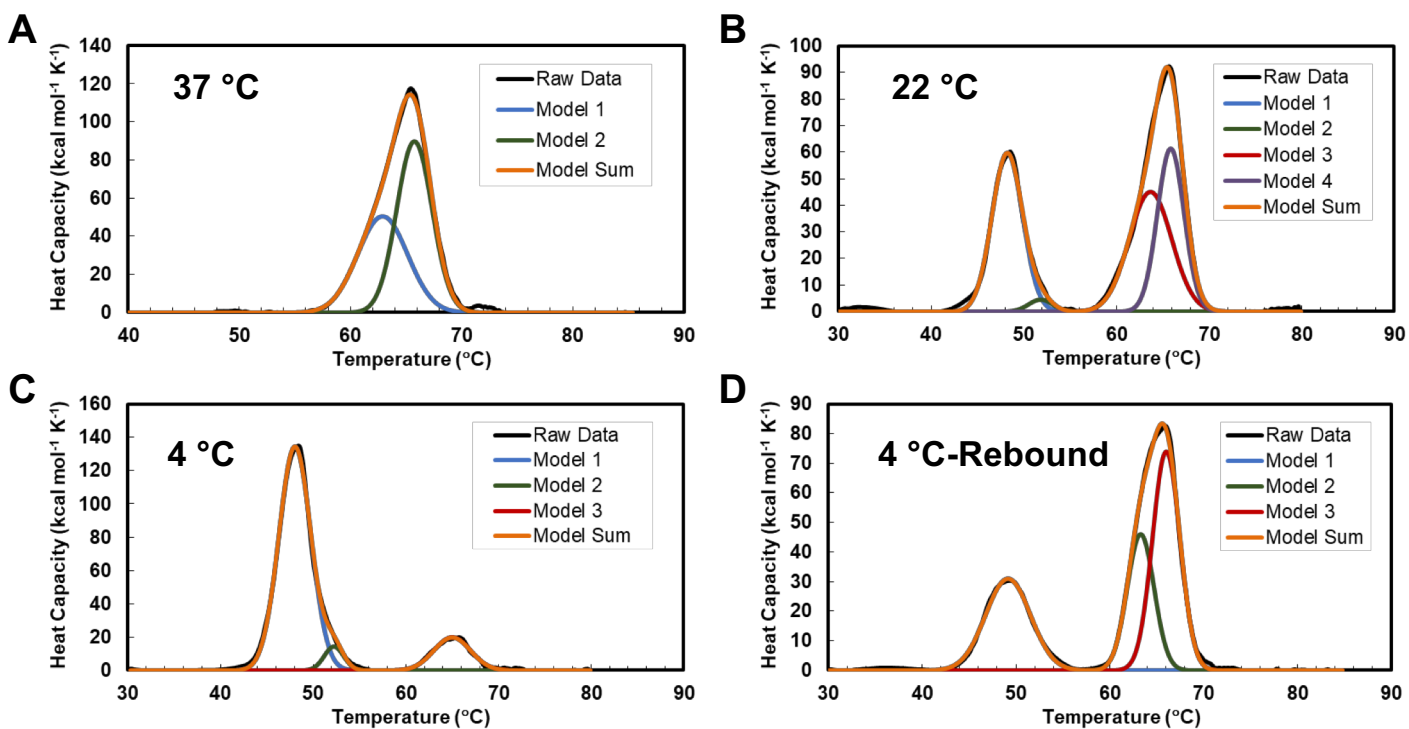 A
Heat Capacity (kcal mol⁻¹ K⁻¹)
140
120
100
80
60
40
20
0
37 °C
Raw Data
Model 1
Model 2
Model Sum
40 50 60 70 80 90
Temperature (°C)
B
Heat Capacity (kcal mol⁻¹ K⁻¹)
100
90
80
70
60
50
40
30
20
10
0
22 °C
Raw Data
Model 1
Model 2
Model 3
Model 4
Model Sum
30 40 50 60 70 80 90
Temperature (°C)
C
Heat Capacity (kcal mol⁻¹ K⁻¹)
160
140
120
100
80
60
40
20
0
4 °C
Raw Data
Model 1
Model 2
Model 3
Model Sum
30 40 50 60 70 80 90
Temperature (°C)
D
Heat Capacity (kcal mol⁻¹ K⁻¹)
90
80
70
60
50
40
30
20
10
0
4 °C-Rebound
Raw Data
Model 1
Model 2
Model 3
Model Sum
30 40 50 60 70 80 90
Temperature (°C)